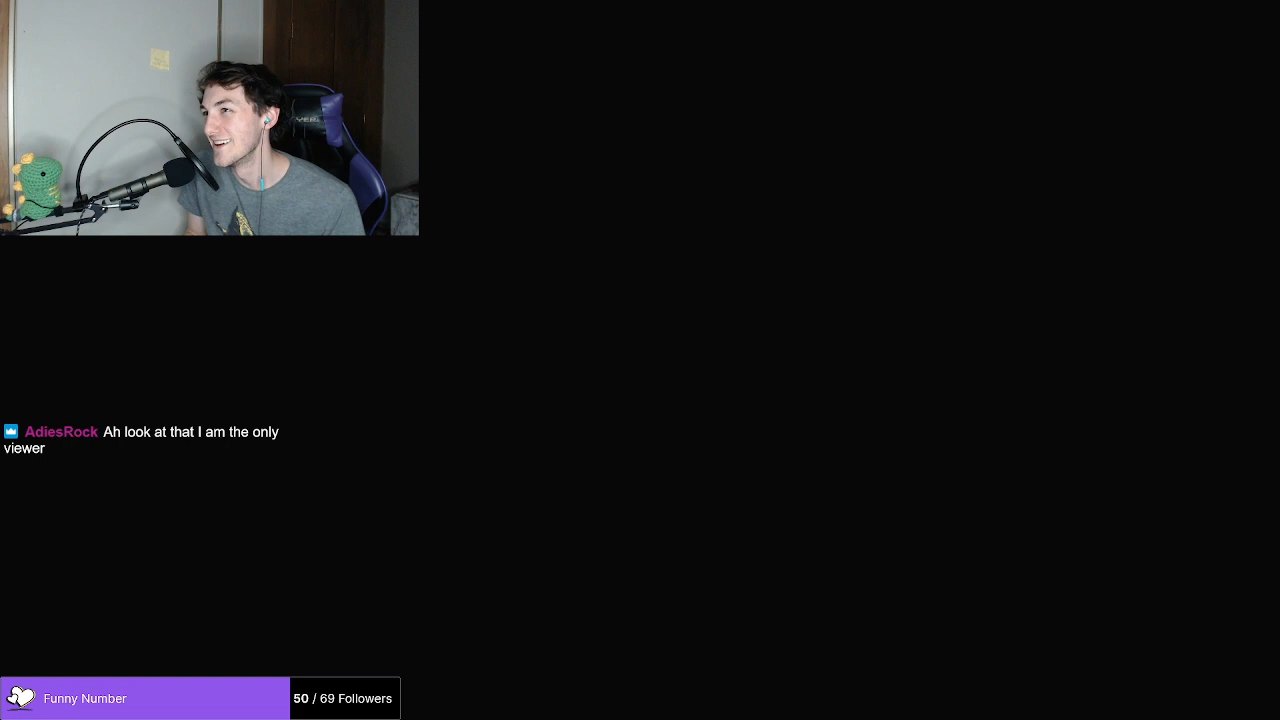 AdiesRock Ah look at that I am the only
viewer
Funny Number 50 / 69 Followers